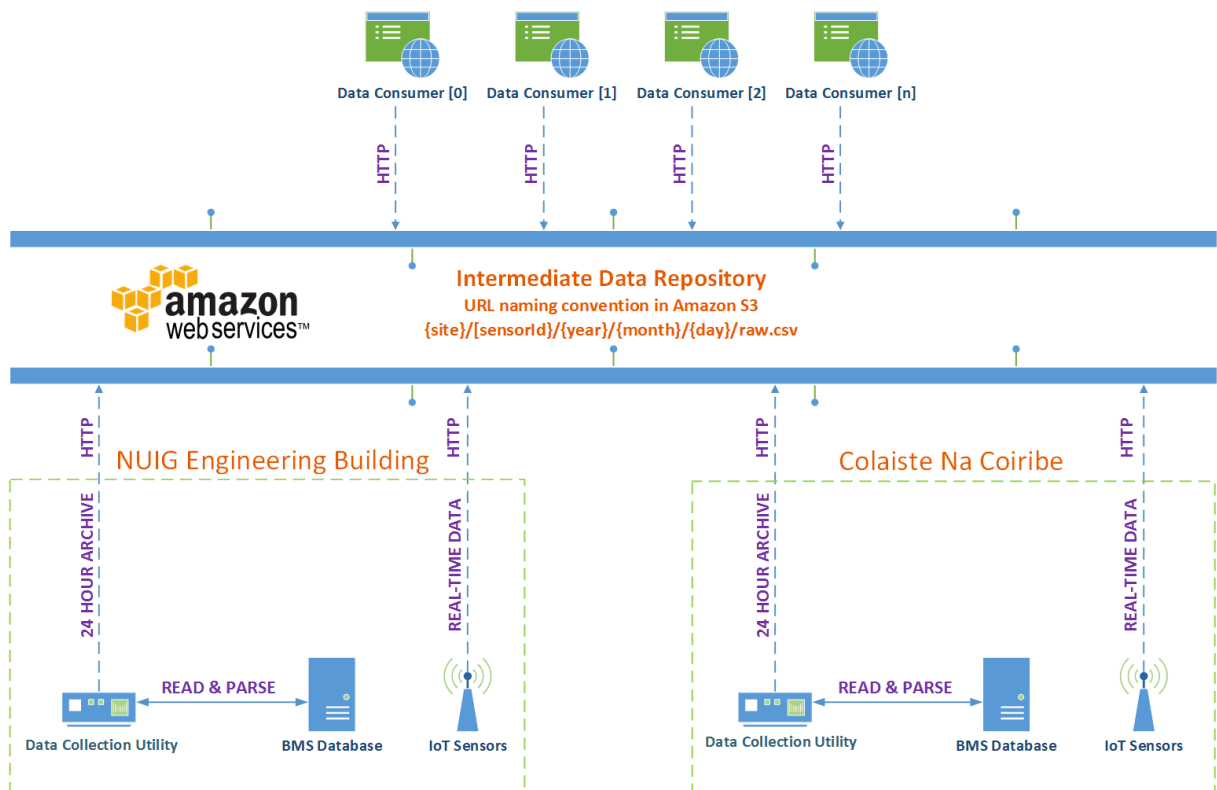 Data Consumer [0]
Data Consumer [1]
Data Consumer [2]
Data Consumer [n]
HTTP
HTTP
HTTP
HTTP
amazon
web services™
Intermediate Data Repository
URL naming convention in Amazon S3
{site}/[sensorId/{year}/{month}/{day}/raw.csv
HTTP
HTTP
HTTP
HTTP
NUIG Engineering Building
Colaiste Na Coiribe
24 HOUR ARCHIVE
REAL-TIME DATA
24 HOUR ARCHIVE
REAL-TIME DATA
READ & PARSE
READ & PARSE
Data Collection Utility
BMS Database
IoT Sensors
Data Collection Utility
BMS Database
IoT Sensors